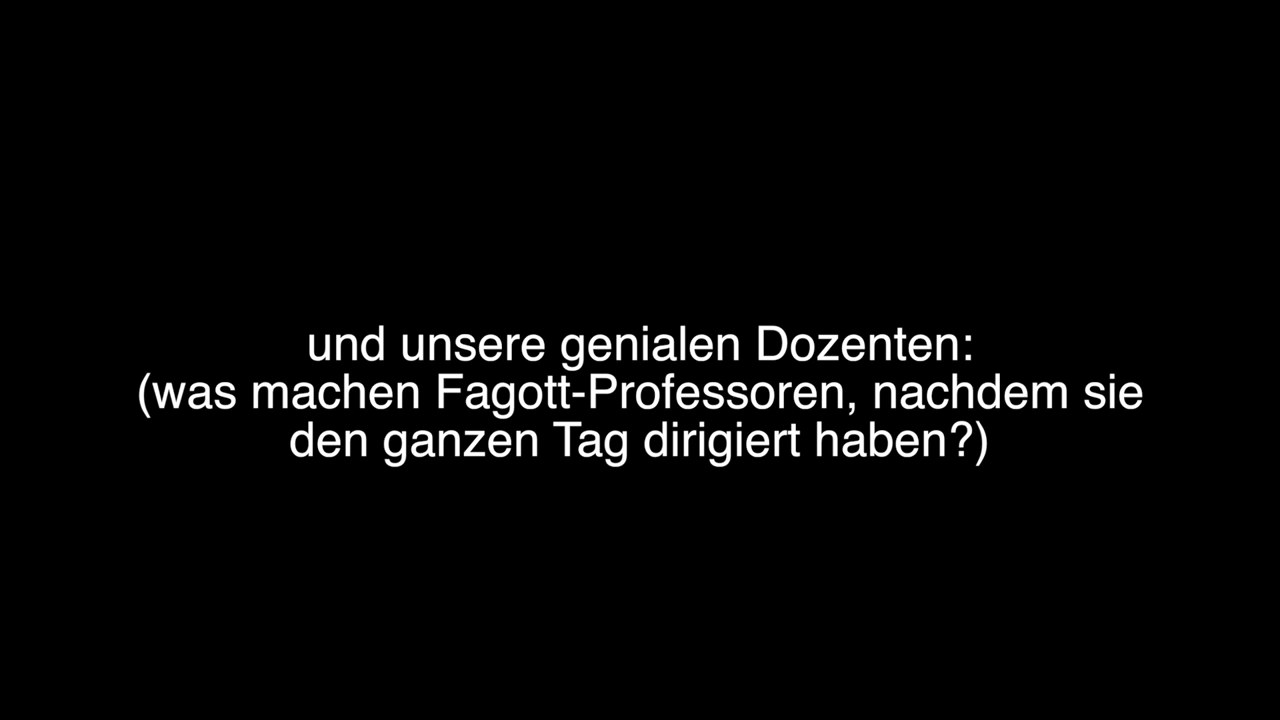 und unsere genialen Dozenten:
(was machen Fagott-Professoren, nachdem sie
den ganzen Tag dirigiert haben?)